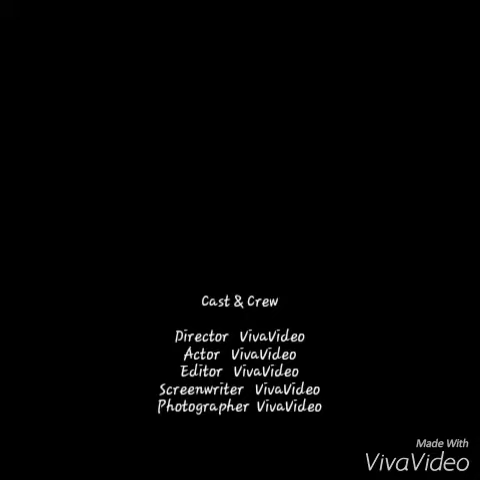 Cast & Crew
Director VivaVideo
Actor VivaVideo
Editor VivaVideo
Screenwriter VivaVideo
Photographer VivaVideo
Made With
VivaVideo